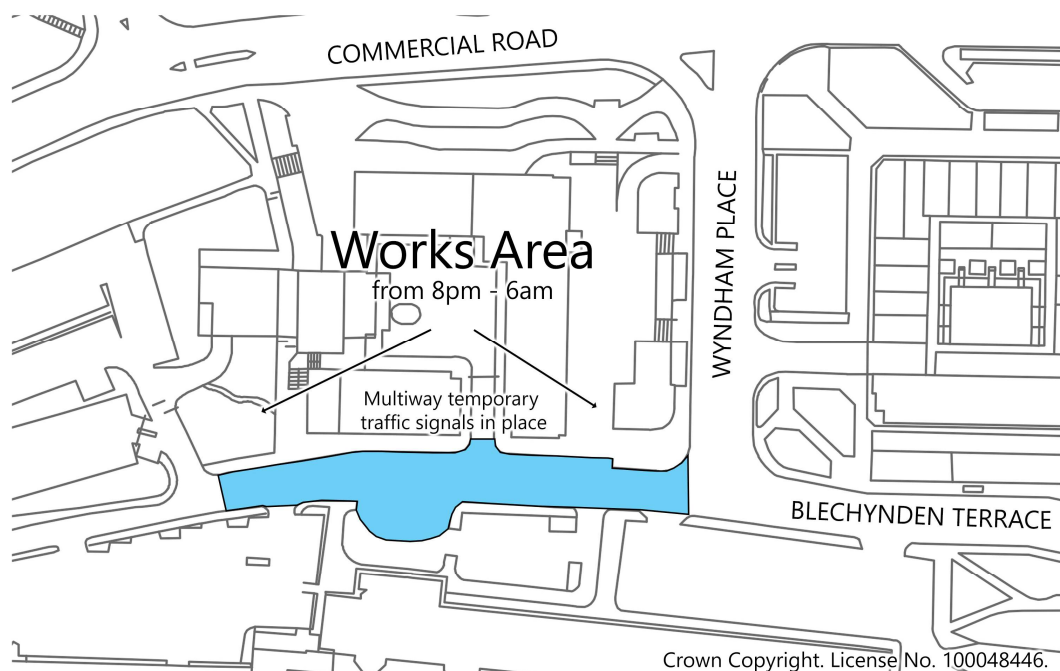 COMMERCIAL ROAD
WYNDHAM PLACE
Works Area
from 8pm - 6am
Multiway temporary
traffic signals in place
BLECHYNDEN TERRACE
Crown Copyright. License No. 100048446.